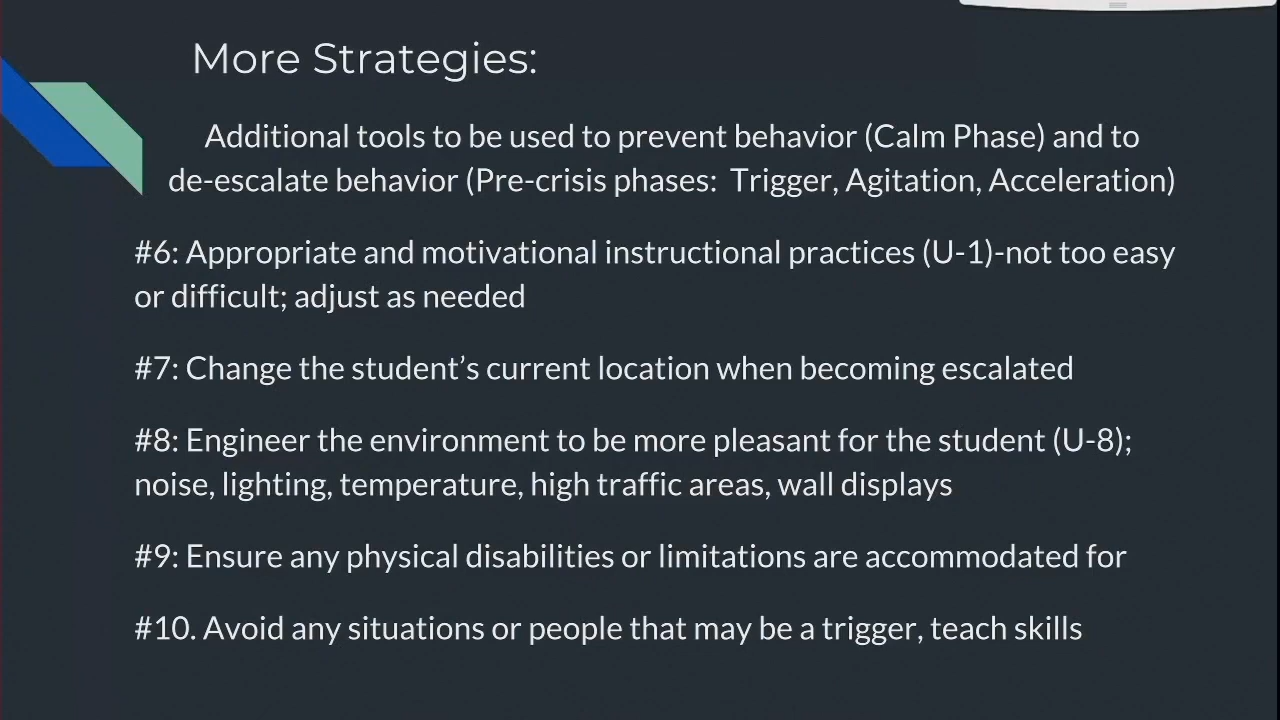 More Strategies:
Additional tools to be used to prevent behavior (Calm Phase) and to
de-escalate behavior (Pre-crisis phases:  Trigger, Agitation, Acceleration)
#6: Appropriate and motivational instructional practices (U-1)-not too easy
or difficult; adjust as needed
#7: Change the student’s current location when becoming escalated
#8: Engineer the environment to be more pleasant for the student (U-8);
noise, lighting, temperature, high traffic areas, wall displays
#9: Ensure any physical disabilities or limitations are accommodated for
#10. Avoid any situations or people that may be a trigger, teach skills